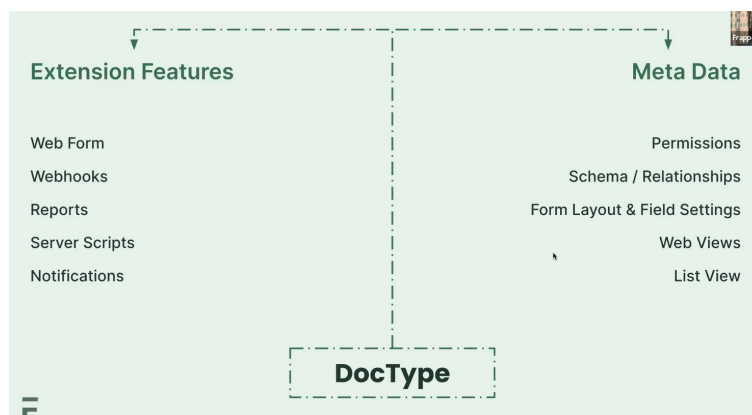 Frapp
Extension Features
Meta Data
Web Form
Permissions
Webhooks
Schema / Relationships
Reports
Form Layout & Field Settings
Server Scripts
Web Views
Notifications
List View
DocType